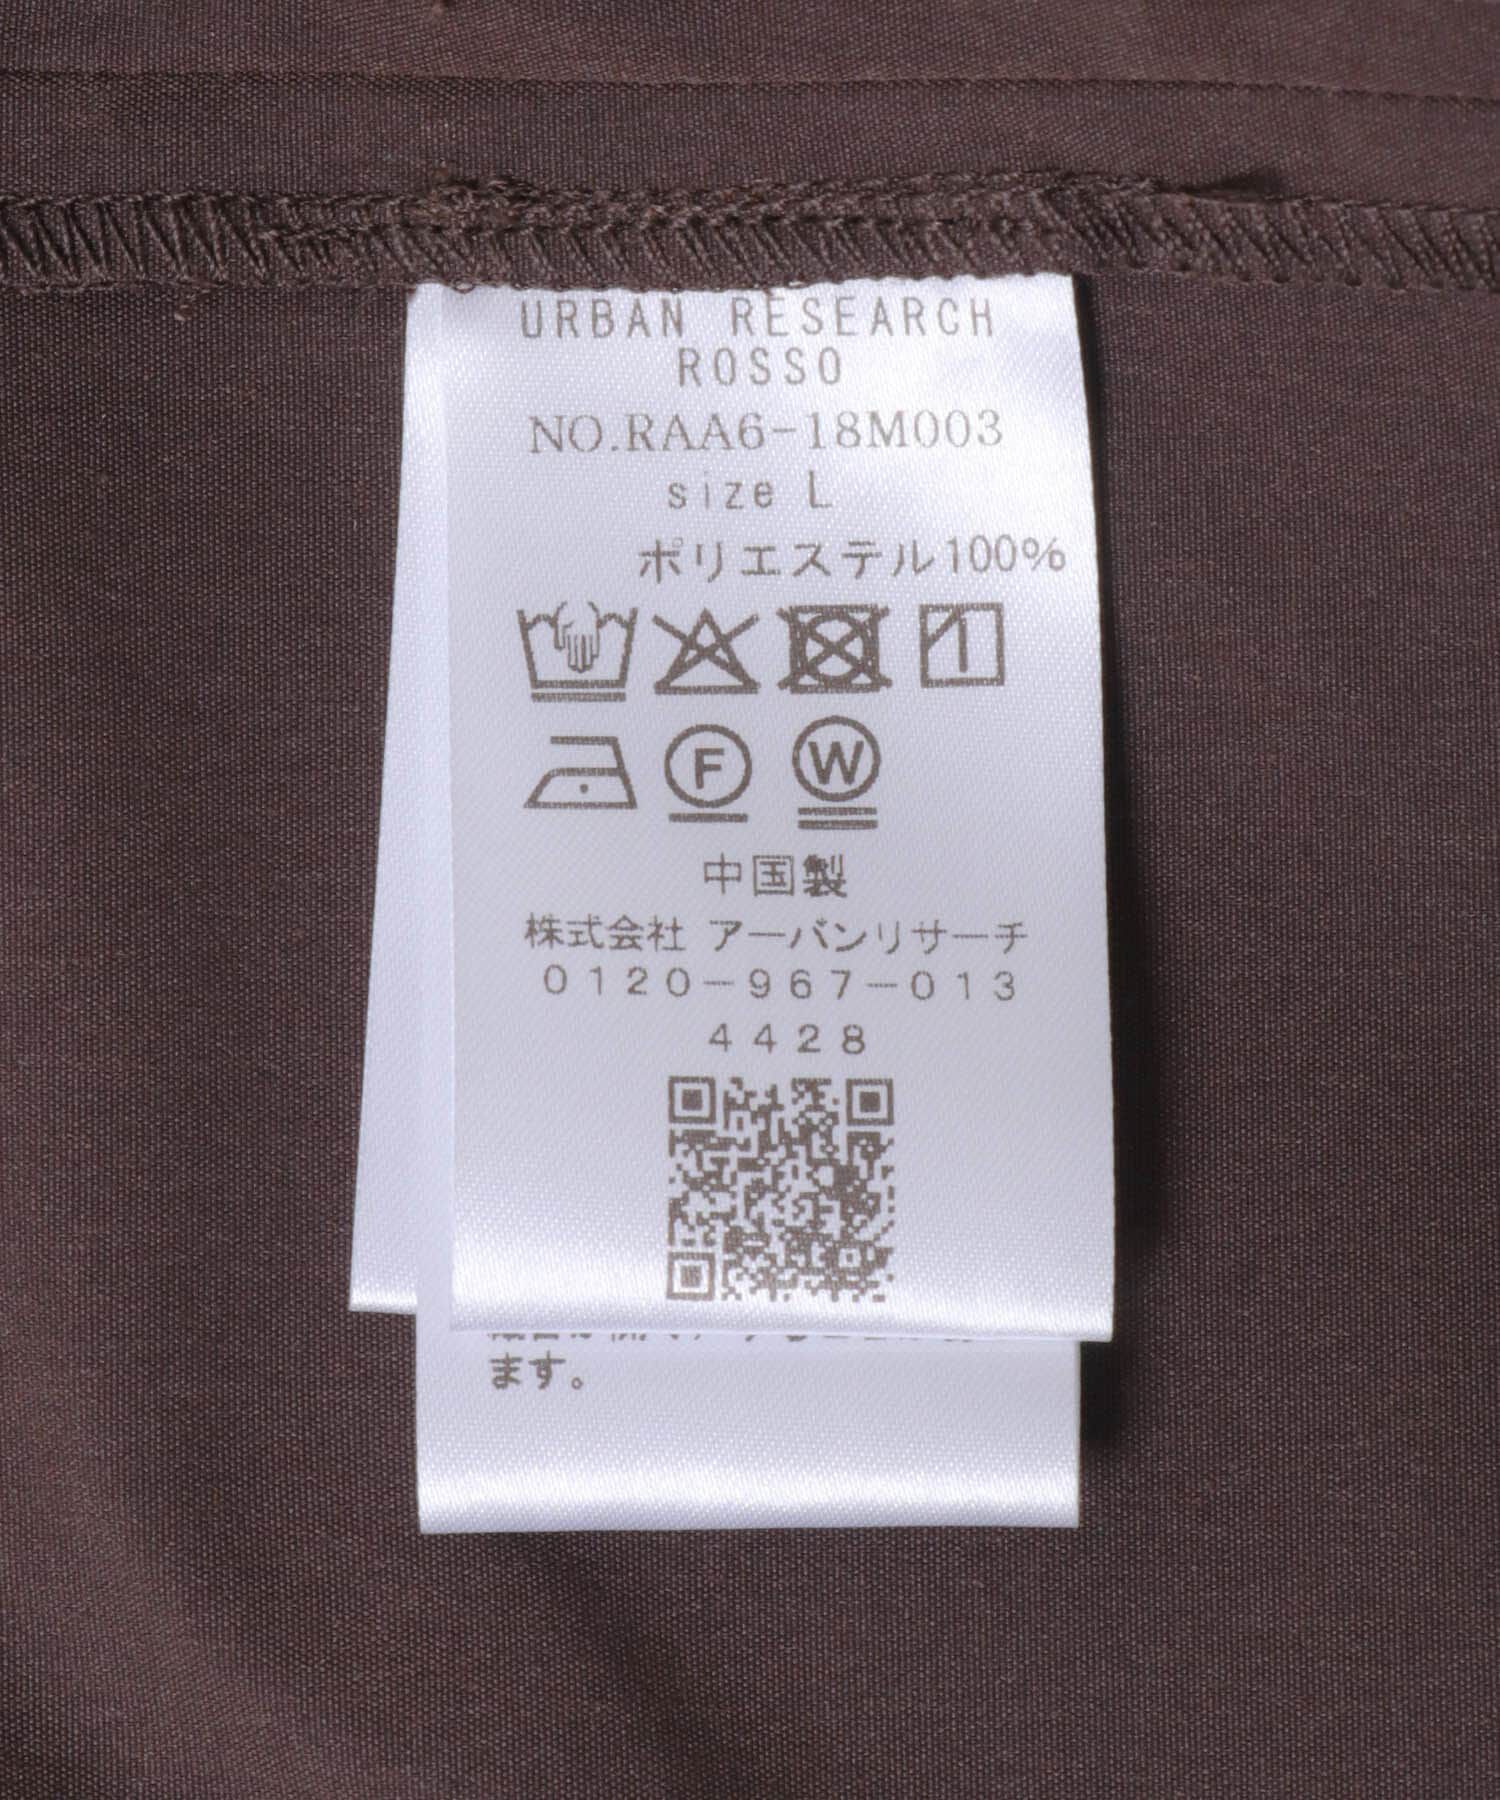 URBAN RESEARCH
ROSSO
NO.RAA6-18M003
size L
ポリエステル100%
F W
中国製
株式会社 アーバンリサーチ
0120-967-013
4428
ます。